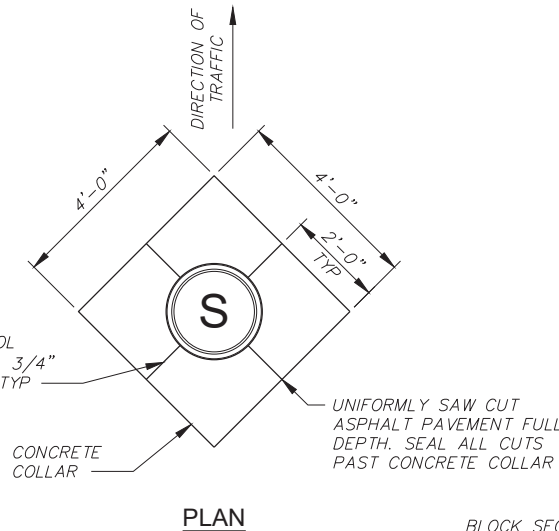 DIRECTION OF
TRAFFIC
4'-0"
4'-0"
2'-0"
TYP
S
3/4"
TYP
CONCRETE
COLLAR
UNIFORMLY SAW CUT
ASPHALT PAVEMENT FULL
DEPTH. SEAL ALL CUTS
PAST CONCRETE COLLAR
PLAN
BLOCK